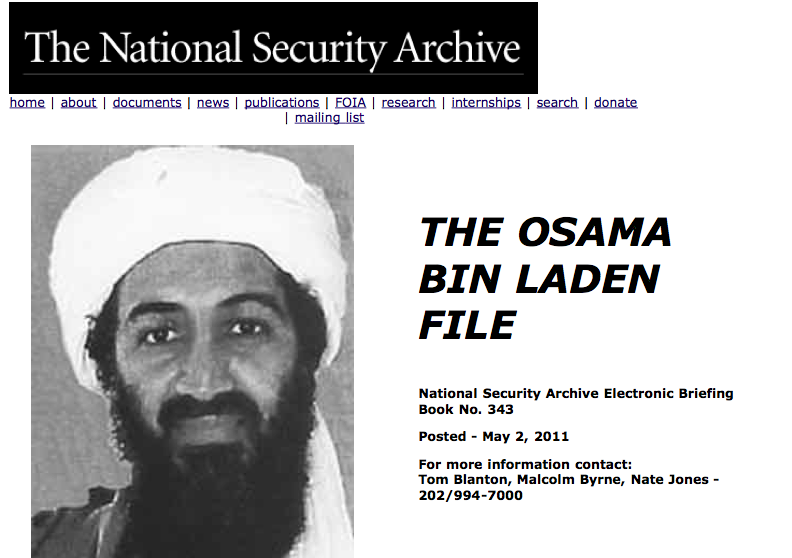 The National Security Archive
home | about | documents | news | publications | FOIA | research | internships | search | donate
| mailing list
THE OSAMA
BIN LADEN
FILE
National Security Archive Electronic Briefing
Book No. 343
Posted - May 2, 2011
For more information contact:
Tom Blanton, Malcolm Byrne, Nate Jones -
202/994-7000